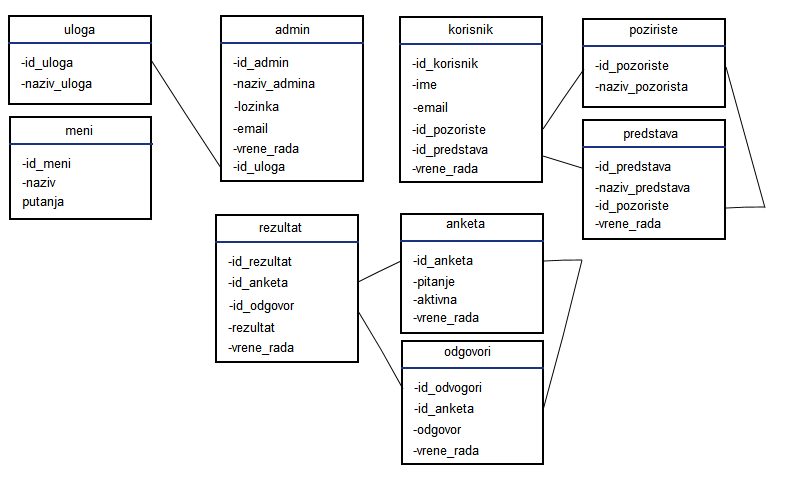 uloga
-id_uloga
-naziv_uloga
meni
-id_meni
-naziv
putanja
admin
-id_admin
-naziv_admina
-lozinka
-email
-vrene_rada
-id_uloga
korisnik
-id_korisnik
-ime
-email
-id_pozoriste
-id_predstava
-vrene_rada
poziriste
-id_pozoriste
-naziv_pozorista
predstava
-id_predstava
-naziv_predstava
-id_pozoriste
-vrene_rada
rezultat
-id_rezultat
-id_anketa
-id_odgovor
-rezultat
-vrene_rada
anketa
-id_anketa
-pitanje
-aktivna
-vrene_rada
odgovori
-id_odvogori
-id_anketa
-odgovor
-vrene_rada